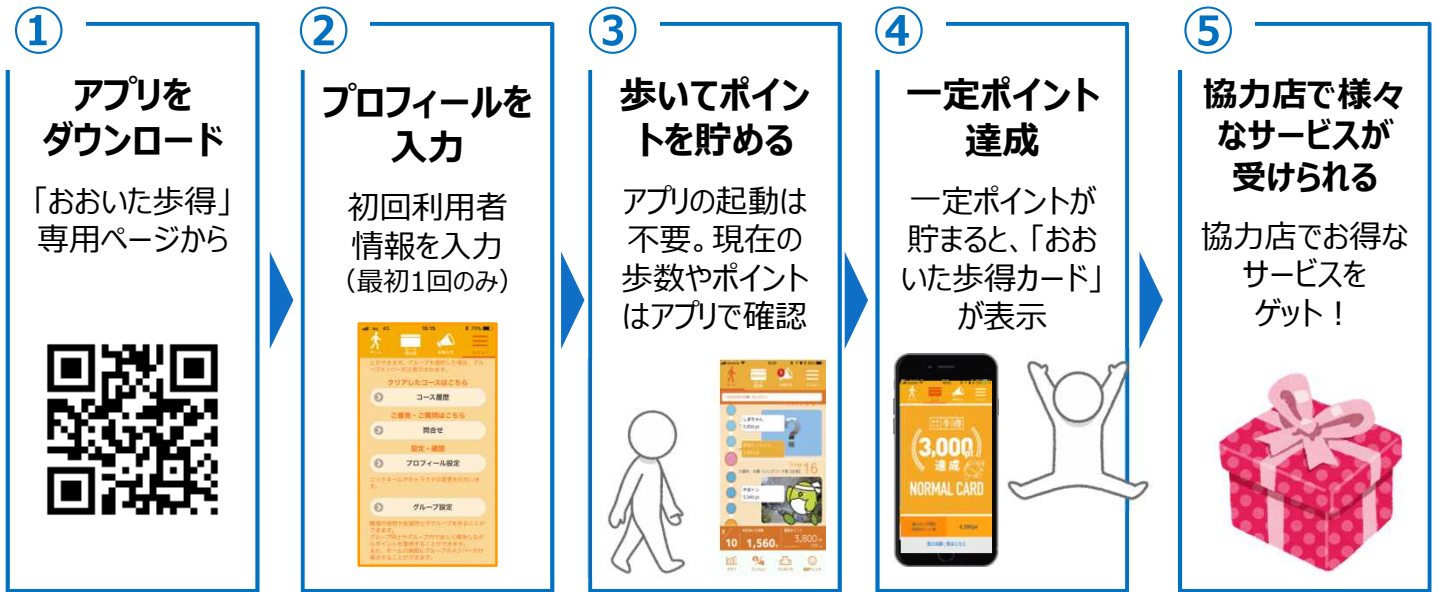 ①
アプリを
ダウンロード
「おおいた歩得」
専用ページから
②
プロフィールを
入力
初回利用者
情報を入力
（最初1回のみ）
16:15
70%
クリアしたコースはこちら
コース履歴
ご意見・ご質問はこちら
問合せ
設定・確認
プロフィール設定
グループ設定
③
歩いてポイン
トを貯める
アプリの起動は
不要。現在の
歩数やポイント
はアプリで確認
16
10
1,560
3,800
④
一定ポイント
達成
一定ポイントが
貯まると、「おお
いた歩得カード」
が表示
3,000
達成
NORMAL CARD
⑤
協力店で様々
なサービスが
受けられる
協力店でお得な
サービスを
ゲット！